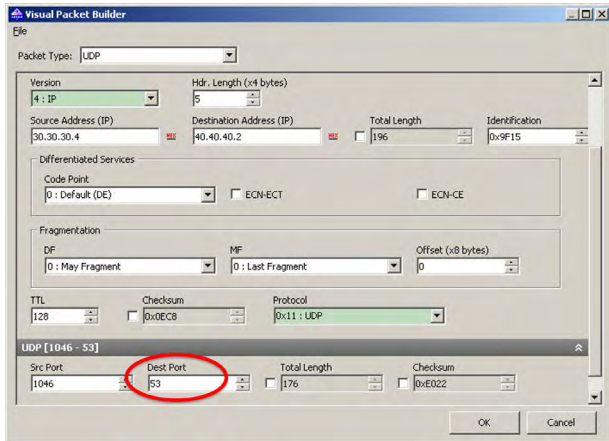 Visual Packet Builder
File
Packet Type: UDP
Version Hdr. Length (x4 bytes)
4 : IP 5
Source Address (IP) Destination Address (IP) Total Length Identification
30.30.30.4 40.40.40.2 196 0x9F15
Differentiated Services
Code Point
0 : Default (DE) ECN-ECT ECN-CE
Fragmentation
DF MF Offset (x8 bytes)
0 : May Fragment 0 : Last Fragment 0
TTL Checksum Protocol
128 0x0EC8 0x11 : UDP
UDP [1046 - 53]
Src Port Dest Port Total Length Checksum
1046 53 176 0xE022
OK Cancel